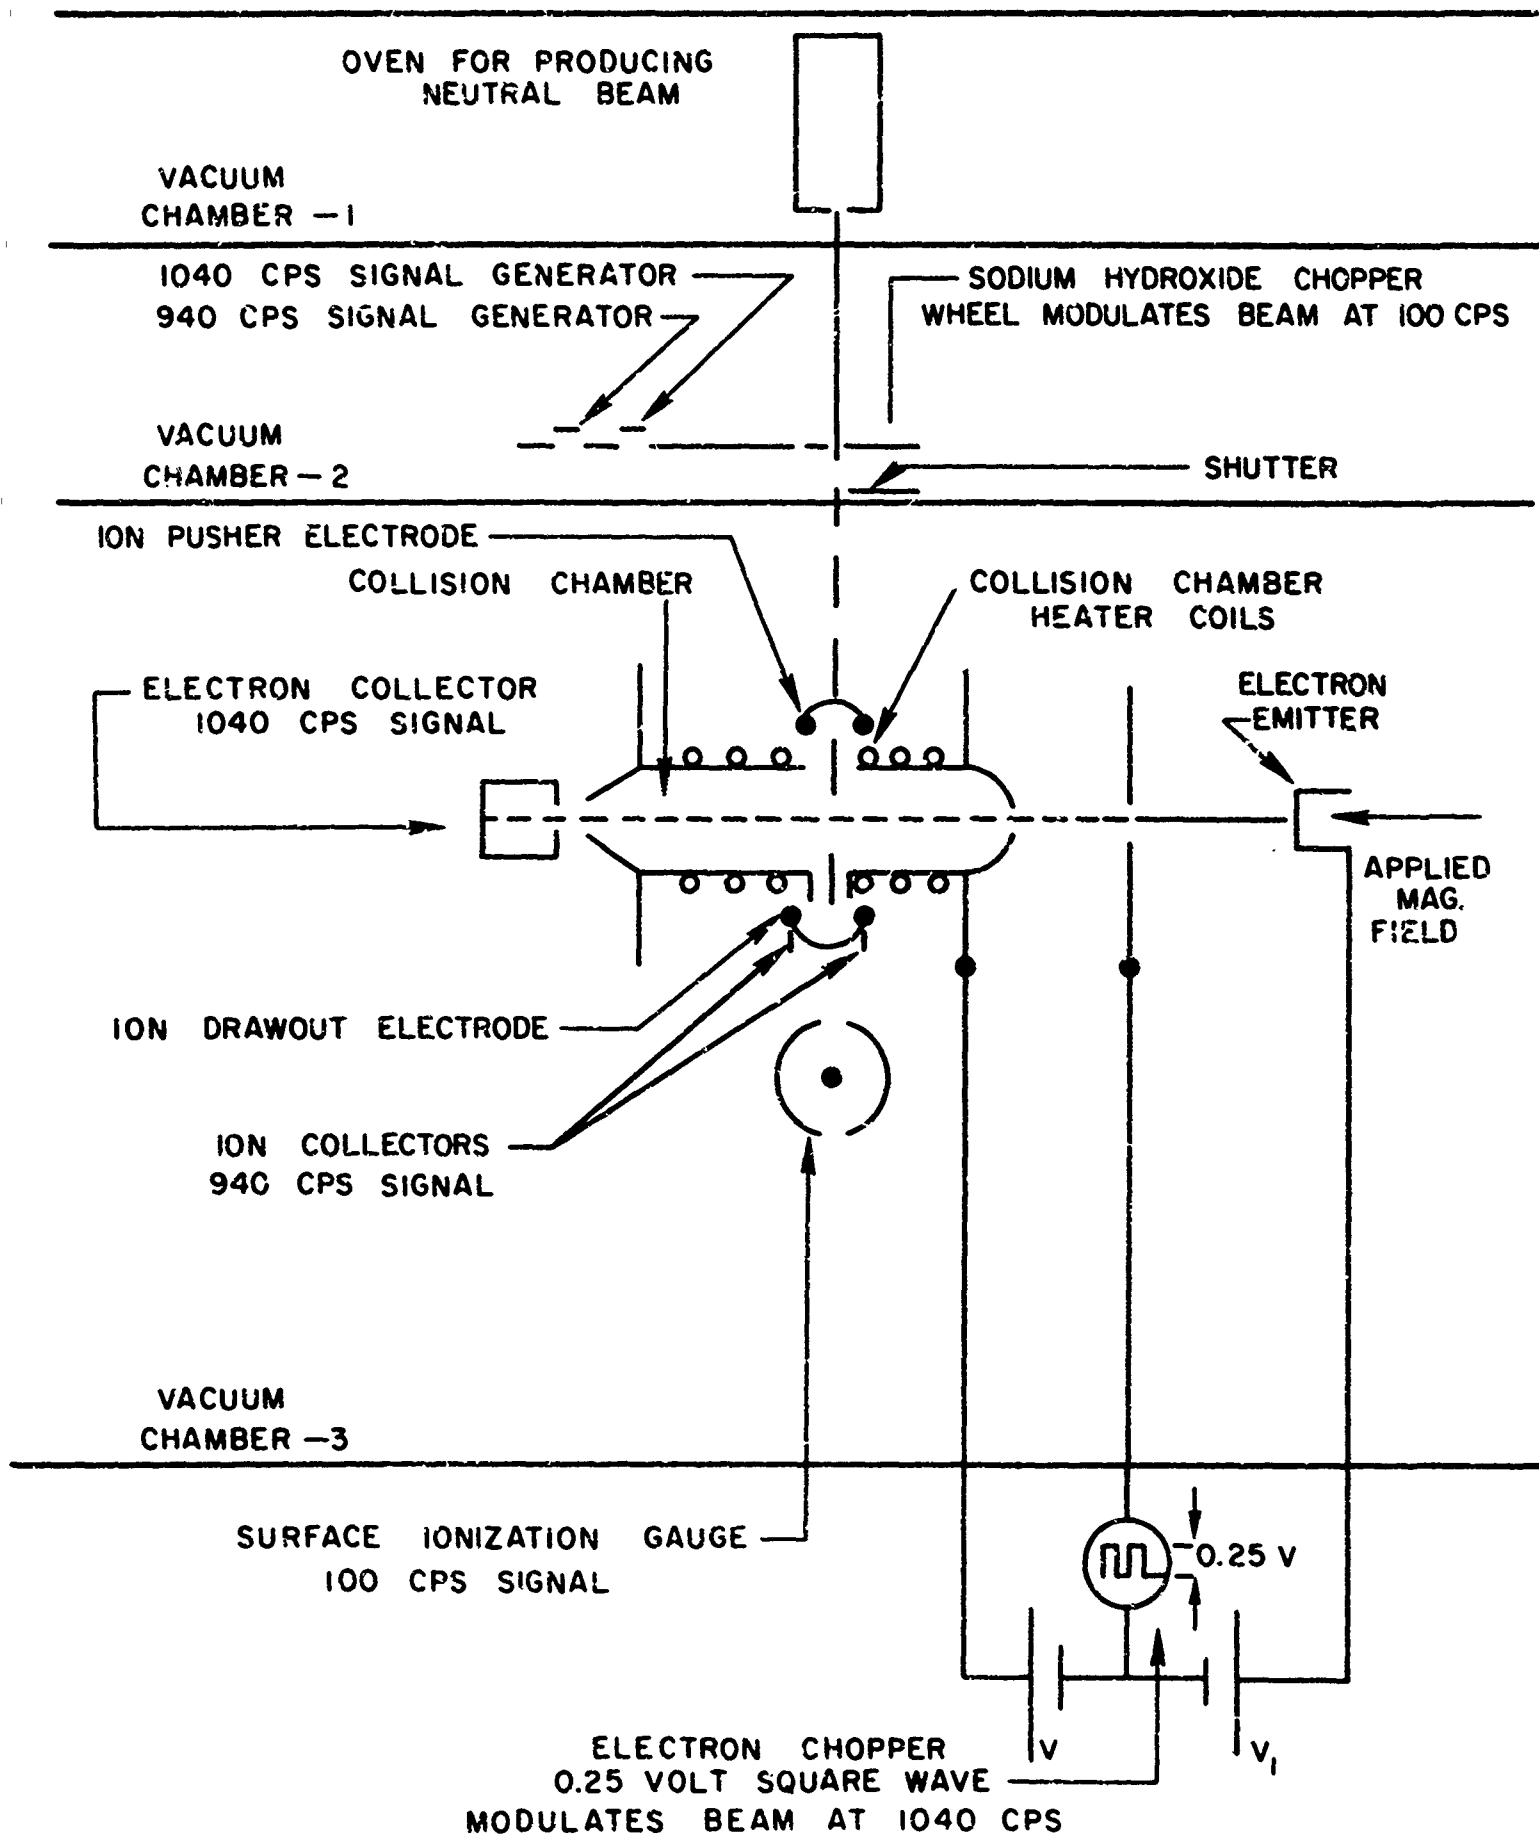 OVEN FOR PRODUCING
NEUTRAL BEAM
VACUUM
CHAMBER - 1
1040 CPS SIGNAL GENERATOR
940 CPS SIGNAL GENERATOR
SODIUM HYDROXIDE CHOPPER
WHEEL MODULATES BEAM AT 100 CPS
VACUUM
CHAMBER - 2
SHUTTER
ION PUSHER ELECTRODE
COLLISION CHAMBER
COLLISION CHAMBER
HEATER COILS
ELECTRON COLLECTOR
1040 CPS SIGNAL
ELECTRON
EMITTER
APPLIED
MAG.
FIELD
ION DRAWOUT ELECTRODE
ION COLLECTORS
940 CPS SIGNAL
VACUUM
CHAMBER - 3
SURFACE IONIZATION GAUGE
100 CPS SIGNAL
0.25 V
V
V₁
ELECTRON CHOPPER
0.25 VOLT SQUARE WAVE
MODULATES BEAM AT 1040 CPS